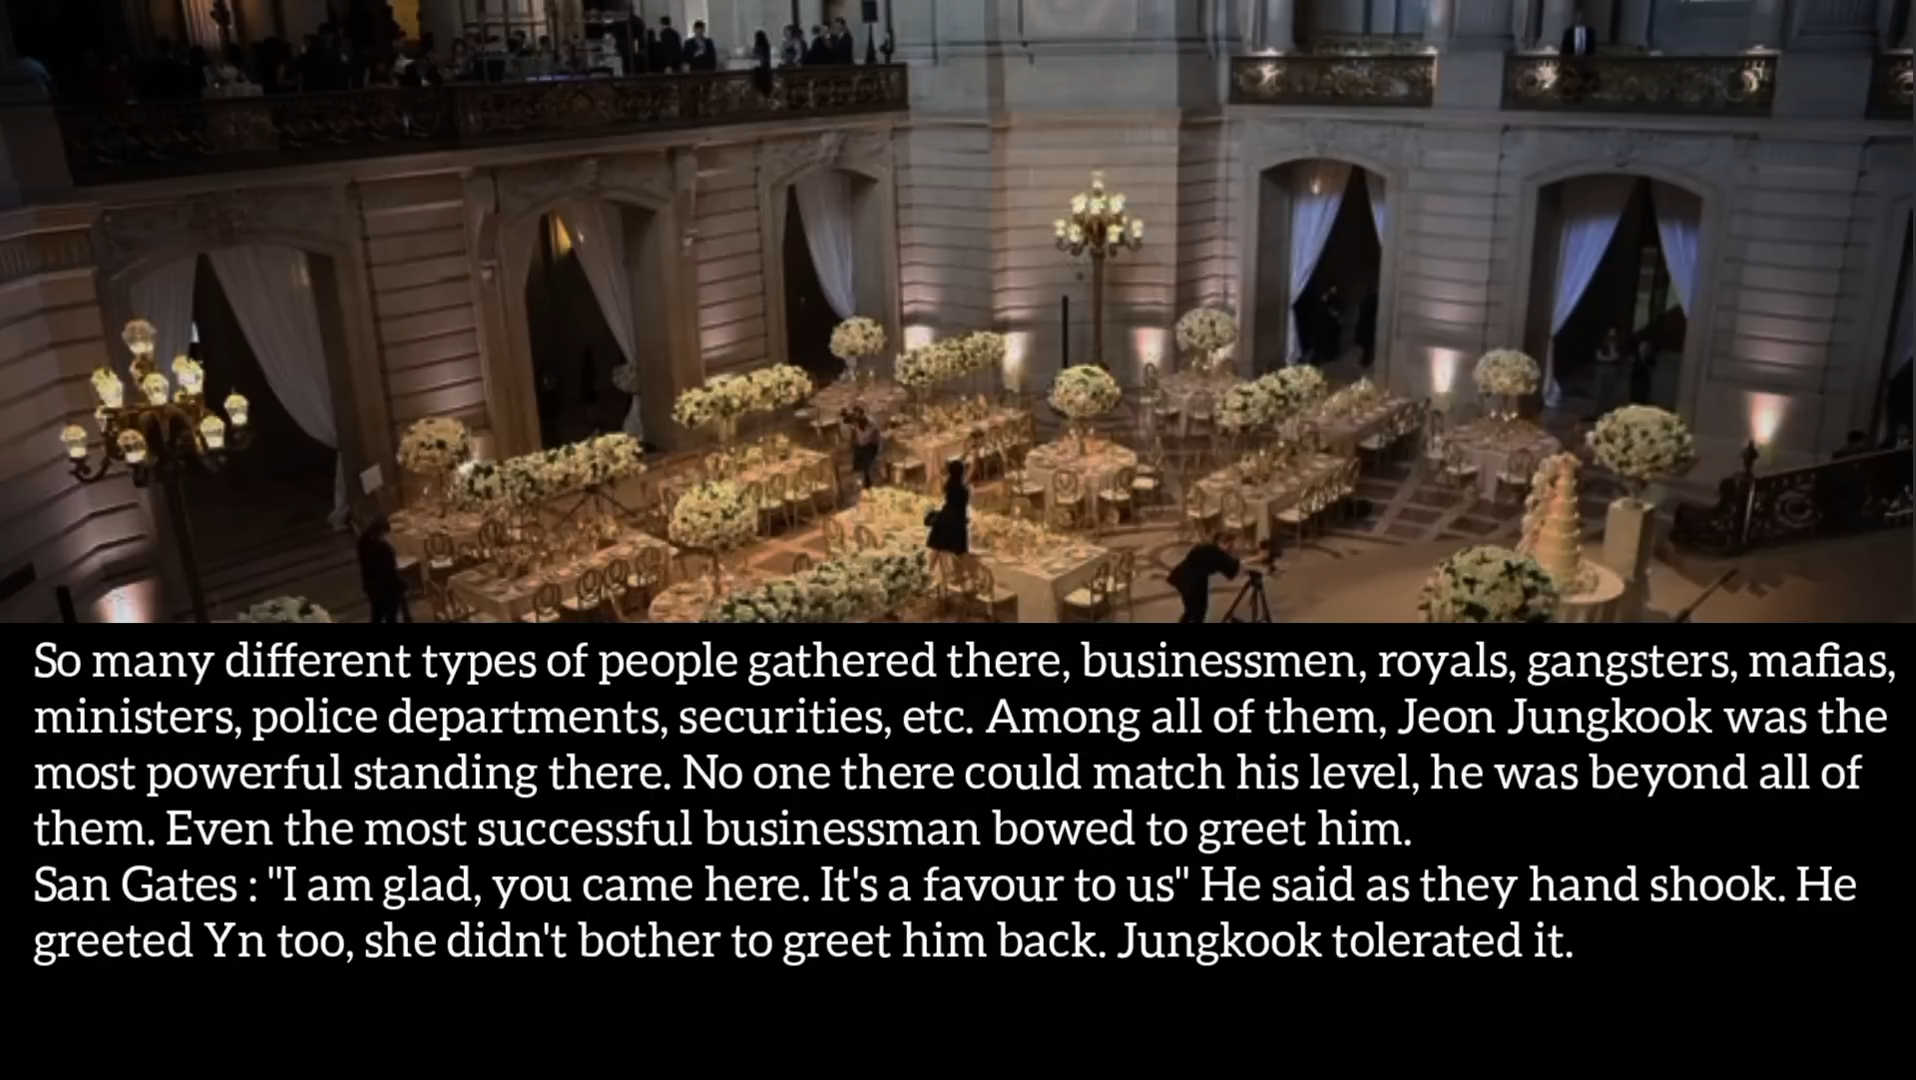 So many different types of people gathered there, businessmen, royals, gangsters, mafias,
ministers, police departments, securities, etc. Among all of them, Jeon Jungkook was the
most powerful standing there. No one there could match his level, he was beyond all of
them. Even the most successful businessman bowed to greet him.
San Gates : "I am glad, you came here. It's a favour to us" He said as they hand shook. He
greeted Yn too, she didn't bother to greet him back. Jungkook tolerated it.